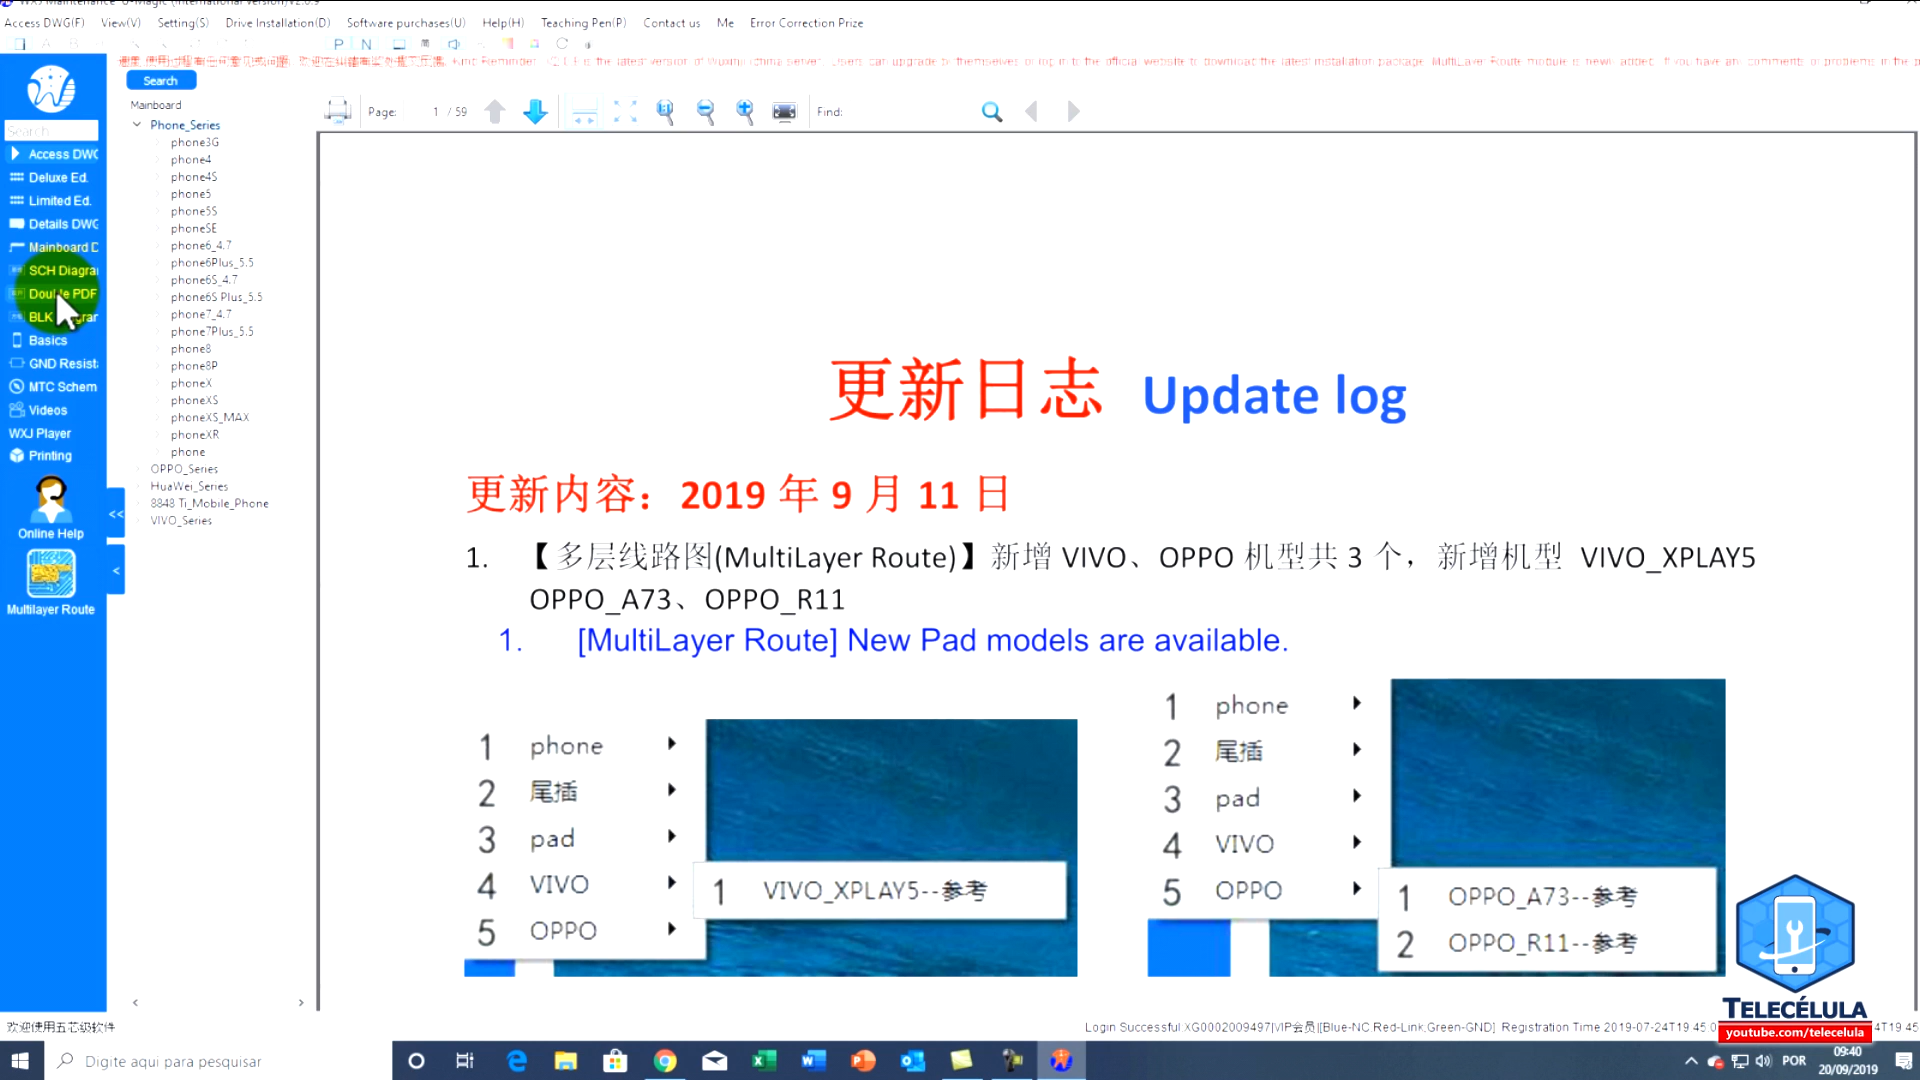 Access DWG(F) View(V) Setting(S) Drive Installation(D) Software purchases(U) Help(H) Teaching Pen(P) Contact us Me Error Correction Prize
P N
Search
Access DWG
Deluxe Ed.
Limited Ed.
Details DWG
Mainboard D
SCH Diagra
Double PDF
BLK
Basics
GND Resist
MTC Schem
Videos
WXJ Player
Printing
Online Help
Multilayer Route
<<
<
Search
Mainboard
Phone_Series
phone3G
phone4
phone4S
phone5
phone5S
phoneSE
phone6_4.7
phone6Plus_5.5
phone6S_4.7
phone6S Plus_5.5
phone7_4.7
phone7Plus_5.5
phone8
phone8P
phoneX
phoneXS
phoneXS_MAX
phoneXR
phone
OPPO_Series
HuaWei_Series
8848 Ti_Mobile_Phone
VIVO_Series
Page: 1 / 59 Find:
更新日志 Update log
更新内容：2019 年 9 月 11 日
1. 【多层线路图(MultiLayer Route)】新增 VIVO、OPPO 机型共 3 个，新增机型 VIVO_XPLAY5
OPPO_A73、OPPO_R11
1. [MultiLayer Route] New Pad models are available.
1 phone
2 尾插
3 pad
4 VIVO
5 OPPO
1 VIVO_XPLAY5--参考
1 phone
2 尾插
3 pad
4 VIVO
5 OPPO
1 OPPO_A73--参考
2 OPPO_R11--参考
TELECÉLULA
youtube.com/telecelula
欢迎使用五芯级软件
Login Successful:XG0002009497|VIP会员|[Blue-NC,Red-Link,Green-GND] Registration Time 2019-07-24T19 45
Digite aqui para pesquisar
POR
09:40
20/09/2019